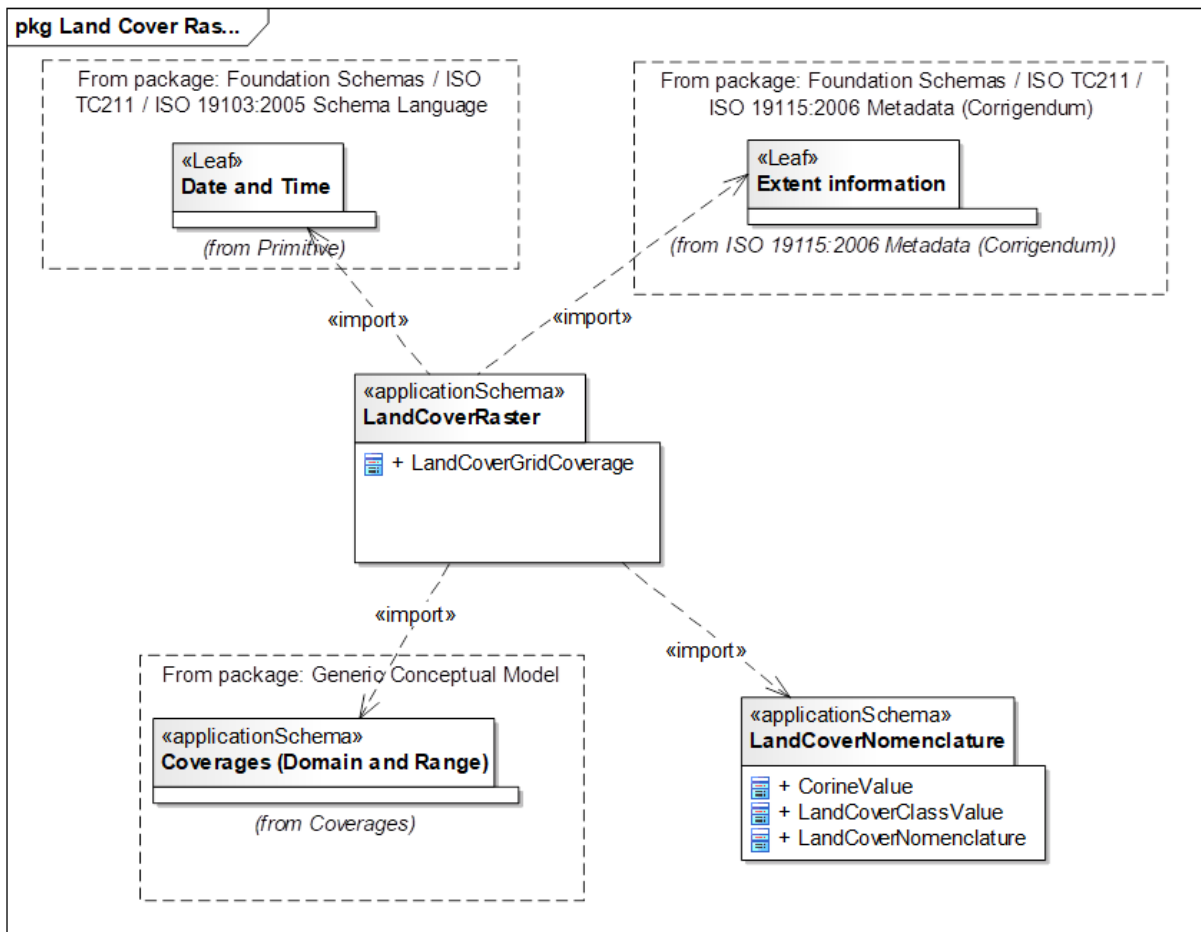 pkg Land Cover Ras...
From package: Foundation Schemas / ISO
TC211 / ISO 19103:2005 Schema Language
«Leaf»
Date and Time
(from Primitive)
From package: Foundation Schemas / ISO TC211 /
ISO 19115:2006 Metadata (Corrigendum)
«Leaf»
Extent information
(from ISO 19115:2006 Metadata (Corrigendum))
«import»
«import»
«applicationSchema»
LandCoverRaster
+ LandCoverGridCoverage
«import»
«import»
From package: Generic Conceptual Model
«applicationSchema»
Coverages (Domain and Range)
(from Coverages)
«applicationSchema»
LandCoverNomenclature
+ CorineValue
+ LandCoverClassValue
+ LandCoverNomenclature